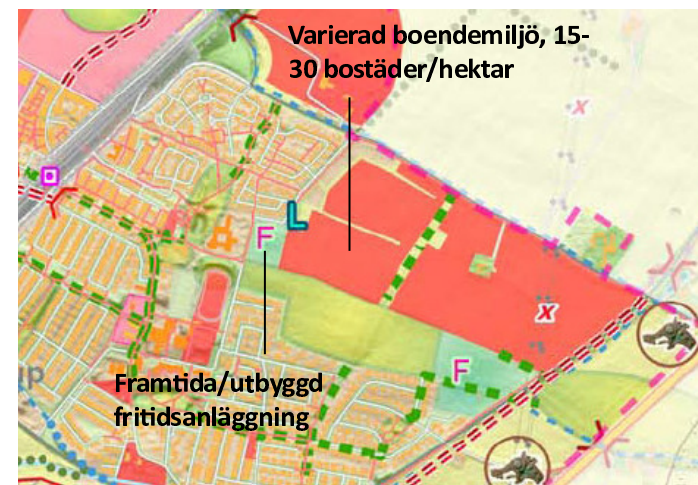 Varierad boendemiljö, 15-
30 bostäder/hektar
x
L
F
x
F
Framtida/utbyggd
fritidsanläggning